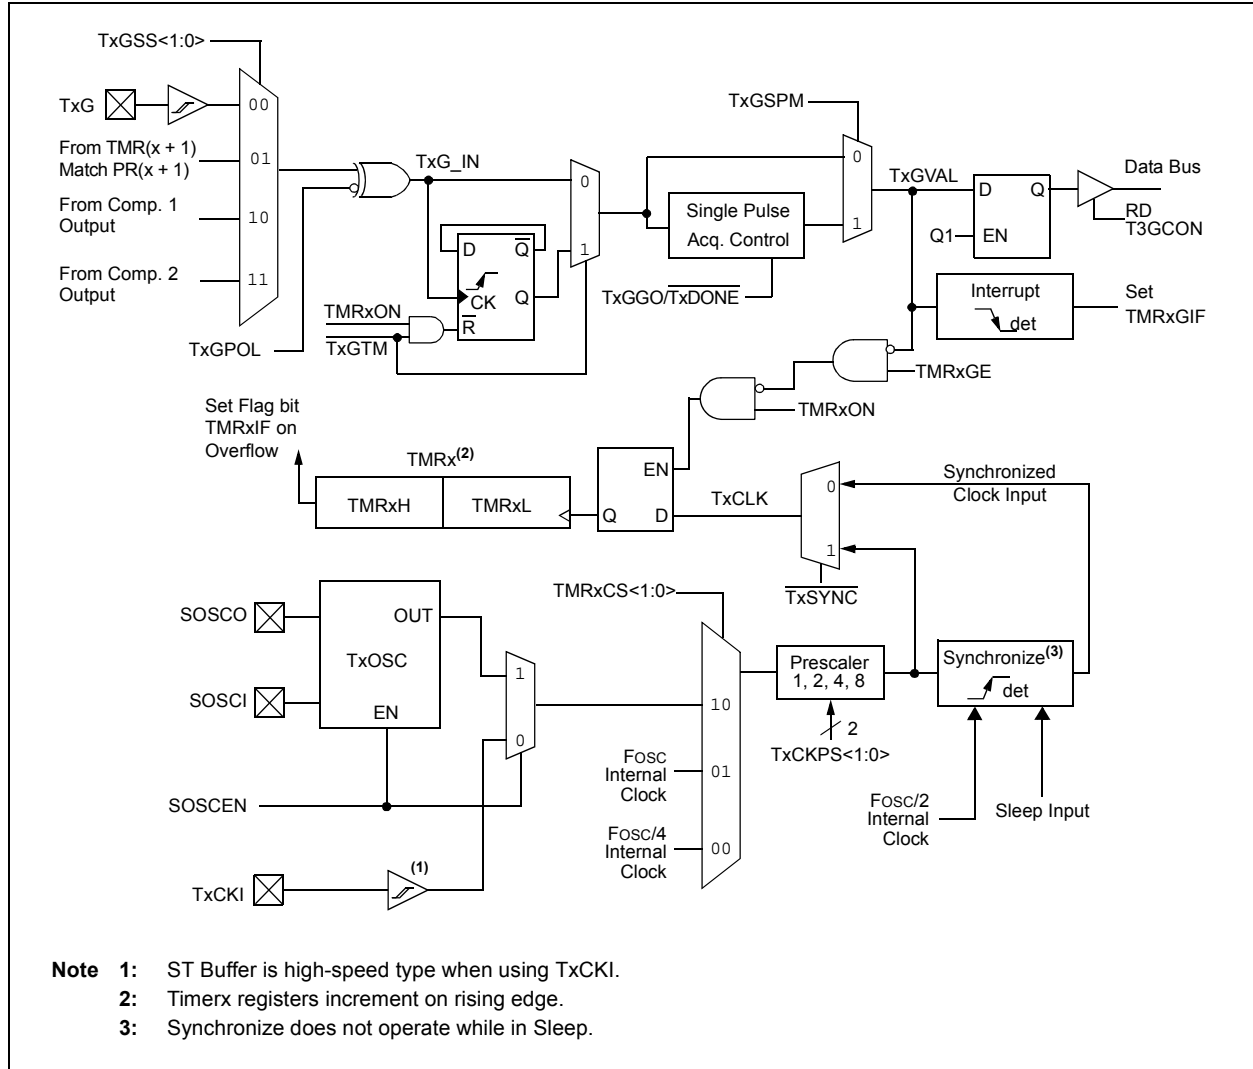 TxGSS<1:0>
TxG
00
From TMR(x + 1)
Match PR(x + 1)
01
From Comp. 1
Output
10
From Comp. 2
Output
11
TxGPOL
TxG_IN
D
Q
CK
Q
R
TMRxON
TxGTM
0
1
TxGSPM
Single Pulse
Acq. Control
TxGGO/TxDONE
0
1
TxGVAL
D
Q
Q1
EN
Data Bus
RD
T3GCON
Interrupt
det
Set
TMRxGIF
TMRxGE
TMRxON
Set Flag bit
TMRxIF on
Overflow
TMRx(2)
TMRxH
TMRxL
EN
Q
D
TxCLK
0
1
TxSYNC
Synchronized
Clock Input
SOSCO
SOSCI
OUT
TxOSC
EN
SOSCEN
1
0
TxCKI
(1)
TMRxCS<1:0>
10
FOSC
Internal
Clock
01
FOSC/4
Internal
Clock
00
Prescaler
1, 2, 4, 8
2
TxCKPS<1:0>
Synchronize(3)
det
FOSC/2
Internal
Clock
Sleep Input
Note 1: ST Buffer is high-speed type when using TxCKI.
2: Timerx registers increment on rising edge.
3: Synchronize does not operate while in Sleep.